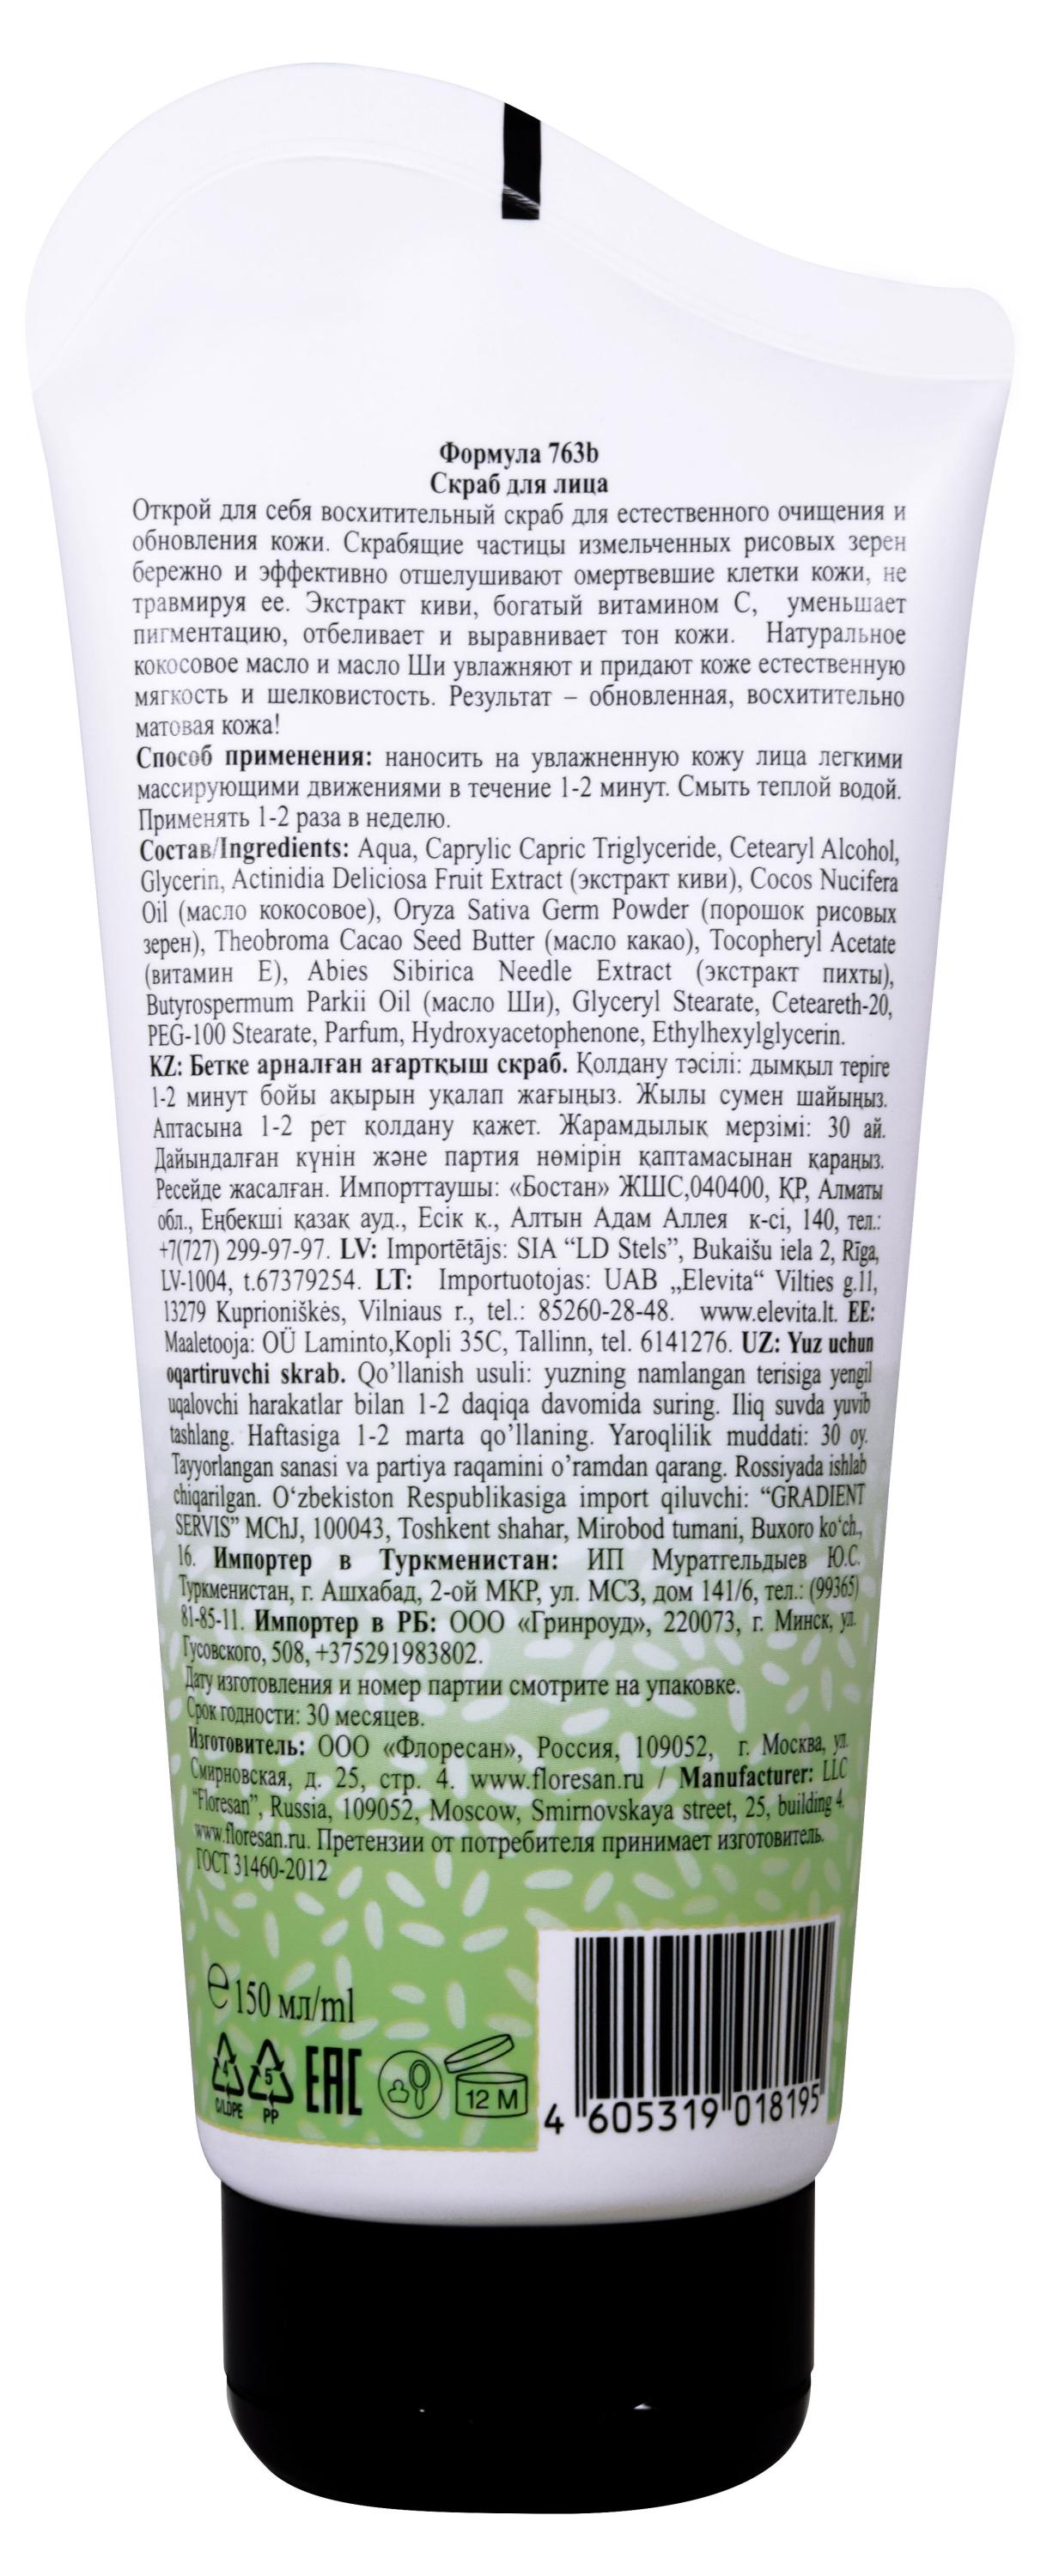 Формула 763b
Скраб для лица
Открой для себя восхитительный скраб для естественного очищения и
обновления кожи. Скрабящие частицы измельченных рисовых зерен
бережно и эффективно отшелушивают омертвевшие клетки кожи, не
травмируя ее. Экстракт киви, богатый витамином С, уменьшает
пигментацию, отбеливает и выравнивает тон кожи. Натуральное
кокосовое масло и масло Ши увлажняют и придают коже естественную
мягкость и шелковистость. Результат – обновленная, восхитительно
матовая кожа!
Способ применения: наносить на увлажненную кожу лица легкими
массирующими движениями в течение 1-2 минут. Смыть теплой водой.
Применять 1-2 раза в неделю.
Состав/Ingredients: Aqua, Caprylic Capric Triglyceride, Cetearyl Alcohol,
Glycerin, Actinidia Deliciosa Fruit Extract (экстракт киви), Cocos Nucifera
Oil (масло кокосовое), Oryza Sativa Germ Powder (порошок рисовых
зерен), Theobroma Cacao Seed Butter (масло какао), Tocopheryl Acetate
(витамин Е), Abies Sibirica Needle Extract (экстракт пихты),
Butyrospermum Parkii Oil (масло Ши), Glyceryl Stearate, Ceteareth-20,
PEG-100 Stearate, Parfum, Hydroxyacetophenone, Ethylhexylglycerin.
KZ: Бетке арналған ағартқыш скраб. Қолдану тәсілі: дымқыл теріге
1-2 минут бойы ақырын уқалап жағыңыз. Жылы сумен шайыңыз.
Аптасына 1-2 рет қолдану қажет. Жарамдылық мерзімі: 30 ай.
Дайындалған күнін және партия нөмірін қаптамасынан қараңыз.
Ресейде жасалған. Импорттаушы: «Бостан» ЖШС,040400, ҚР, Алматы
обл., Еңбекші қазақ ауд., Есік қ., Алтын Адам Аллея к-сі, 140, тел.:
+7(727) 299-97-97. LV: Importētājs: SIA “LD Stels”, Bukaišu iela 2, Rīga,
LV-1004, t.67379254. LT: Importuotojas: UAB „Elevita“ Vilties g.11,
13279 Kuprioniškės, Vilniaus r., tel.: 85260-28-48. www.elevita.lt. EE:
Maaletooja: OÜ Laminto,Kopli 35C, Tallinn, tel. 6141276. UZ: Yuz uchun
oqartiruvchi skrab. Qo’llanish usuli: yuzning namlangan terisiga yengil
uqalovchi harakatlar bilan 1-2 daqiqa davomida suring. Iliq suvda yuvib
tashlang. Haftasiga 1-2 marta qo’llaning. Yaroqlilik muddati: 30 oy.
Tayyorlangan sanasi va partiya raqamini o’ramdan qarang. Rossiyada ishlab
chiqarilgan. O‘zbekiston Respublikasiga import qiluvchi: “GRADIENT
SERVIS” MChJ, 100043, Toshkent shahar, Mirobod tumani, Buxoro ko‘ch.,
16. Импортер в Туркменистан: ИП Муратгельдыев Ю.С.
Туркменистан, г. Ашхабад, 2-ой МКР, ул. МСЗ, дом 141/6, тел.: (99365)
81-85-11. Импортер в РБ: ООО «Гринроуд», 220073, г. Минск, ул.
Гусовского, 508, +375291983802.
Дату изготовления и номер партии смотрите на упаковке.
Срок годности: 30 месяцев.
Изготовитель: ООО «Флоресан», Россия, 109052, г. Москва, ул.
Смирновская, д. 25, стр. 4. www.floresan.ru / Manufacturer: LLC
“Floresan”, Russia, 109052, Moscow, Smirnovskaya street, 25, building 4.
www.floresan.ru. Претензии от потребителя принимает изготовитель.
ГОСТ 31460-2012
℮ 150 мл/ml
4 5 EAC 12 M
C/LDPE PP
4 605319 018195